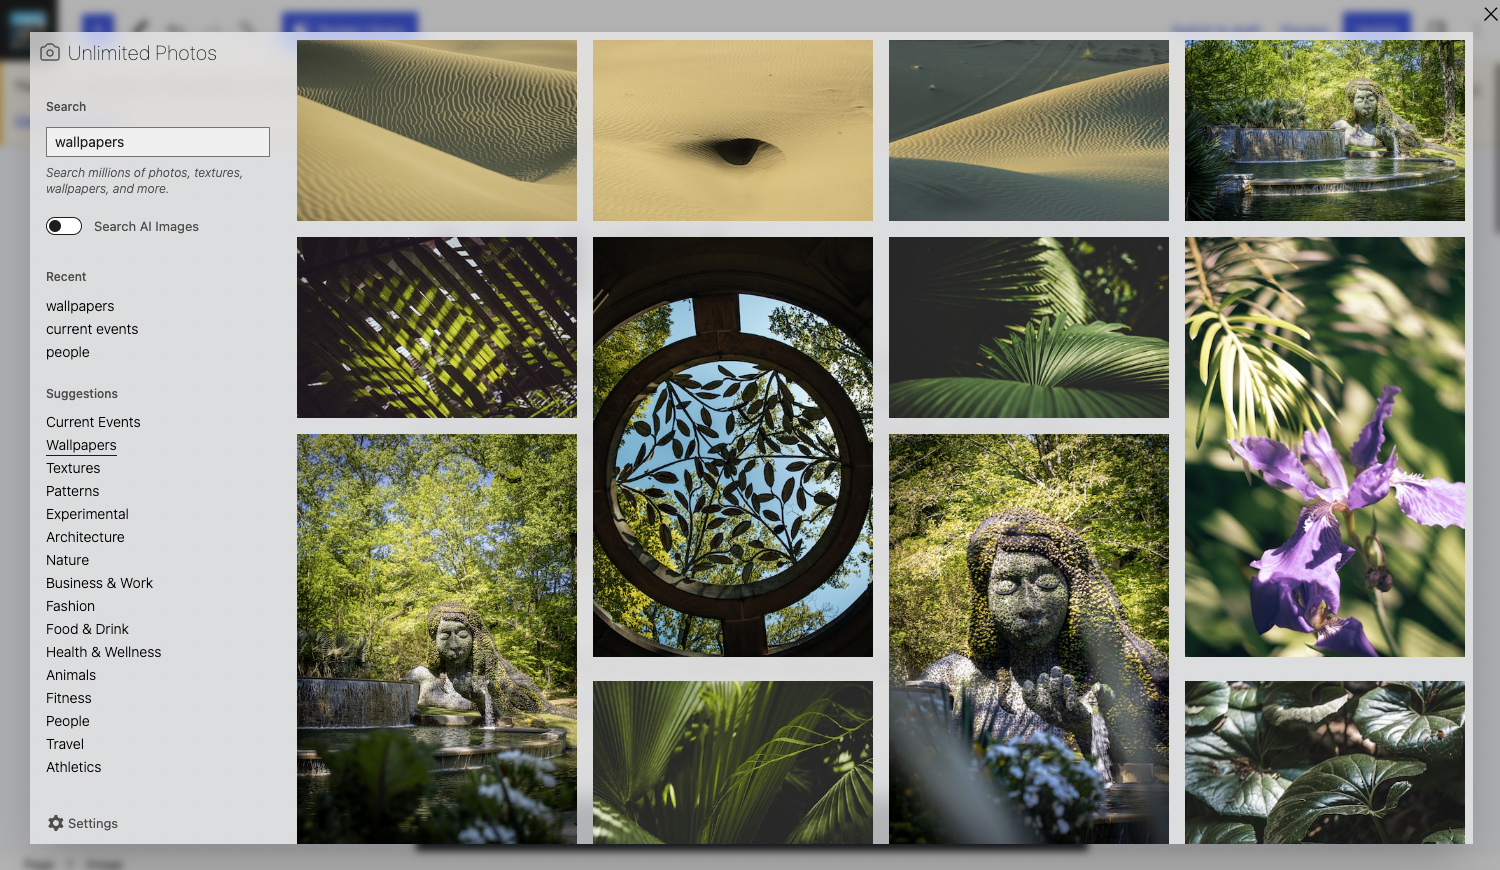 Unlimited Photos
Search
wallpapers
Search millions of photos, textures,
wallpapers, and more.
Search AI Images
Recent
wallpapers
current events
people
Suggestions
Current Events
Wallpapers
Textures
Patterns
Experimental
Architecture
Nature
Business & Work
Fashion
Food & Drink
Health & Wellness
Animals
Fitness
People
Travel
Athletics
Settings